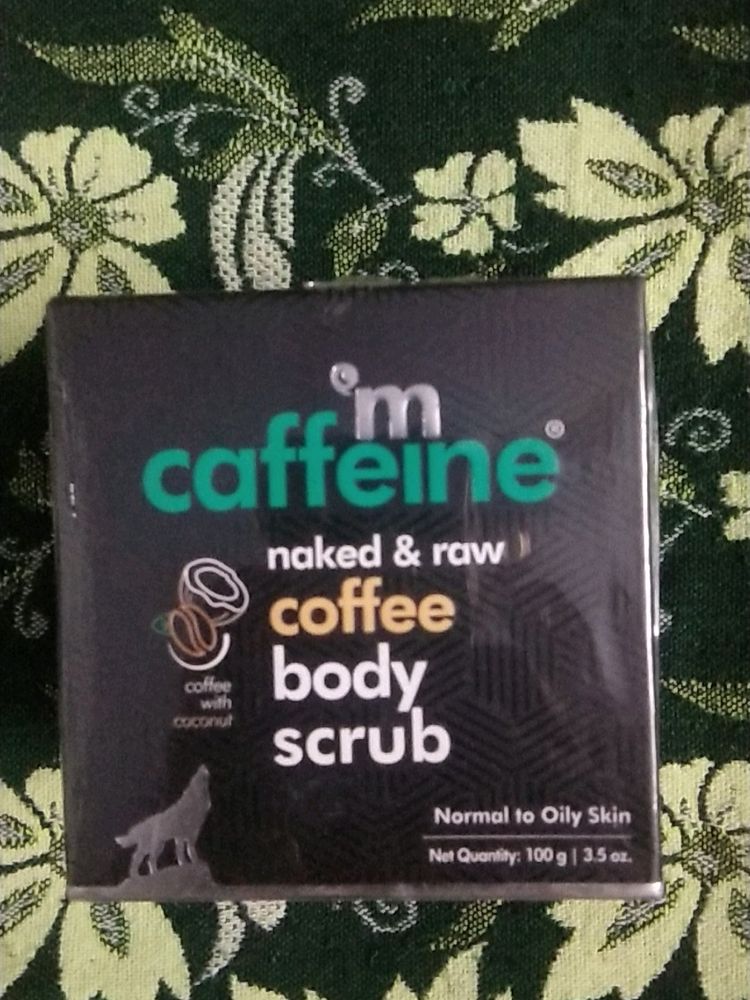 'm
caffeine®
naked & raw
coffee
body
scrub
coffee
with
coconut
Normal to Oily Skin
Net Quantity: 100 g | 3.5 oz.